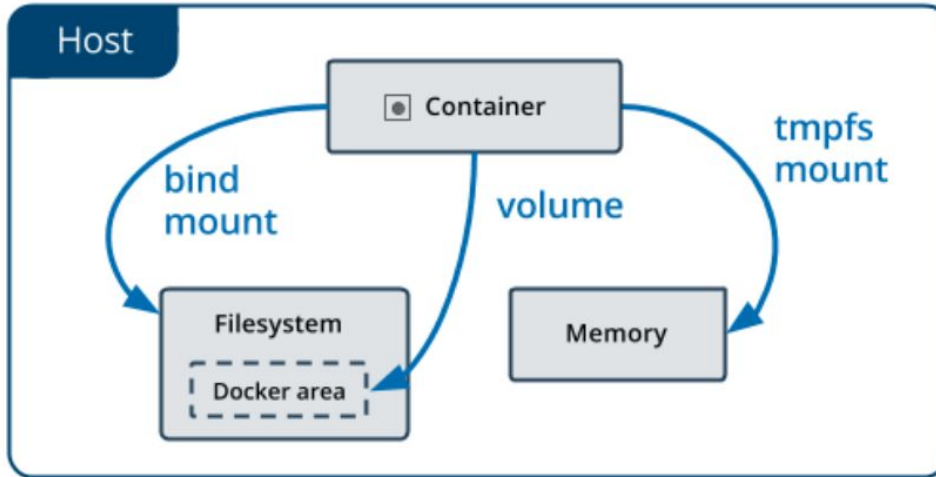 Host
Container
bind
mount
volume
tmpfs
mount
Filesystem
Docker area
Memory